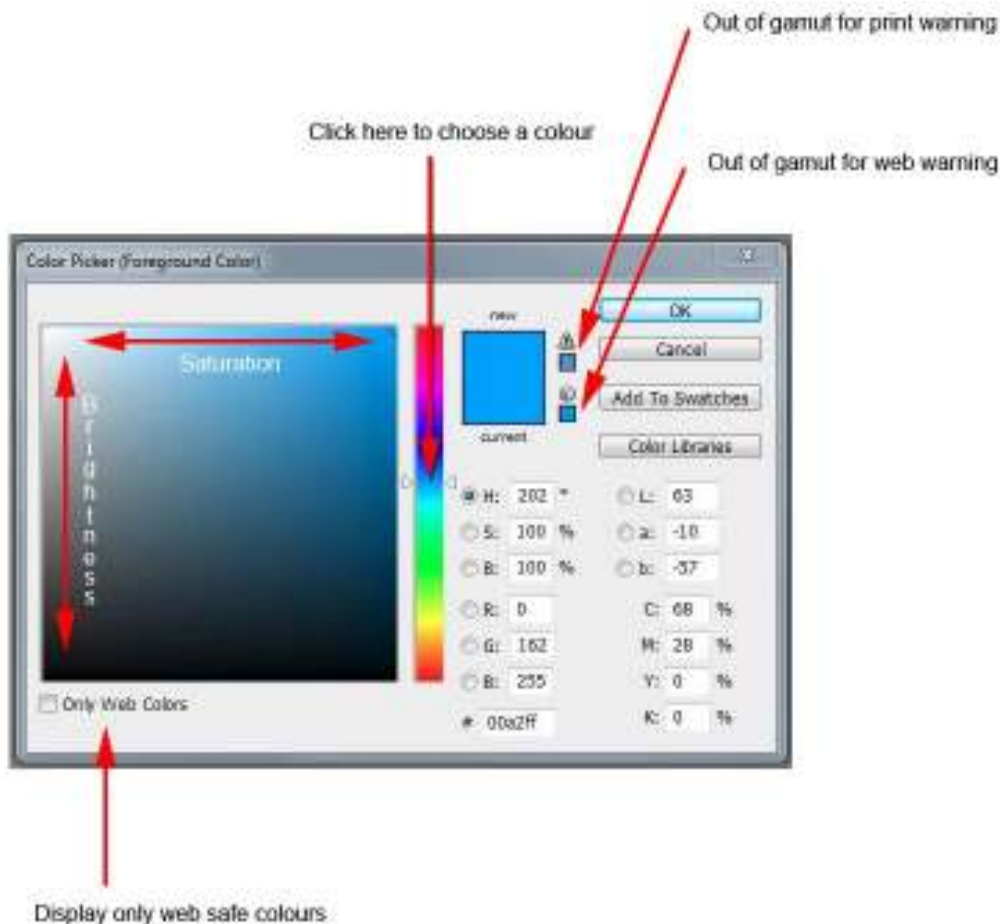 Out of gamut for print warning
Click here to choose a colour
Out of gamut for web warning
Color Picker (Foreground Color)
new
OK
Saturation
Cancel
Brightness
Add To Swatches
current
Color Libraries
H: 202 °
L: 63
S: 100 %
a: -10
B: 100 %
b: -57
R: 0
C: 68 %
G: 162
M: 28 %
B: 255
Y: 0 %
Only Web Colors
# 00a2ff
K: 0 %
Display only web safe colours